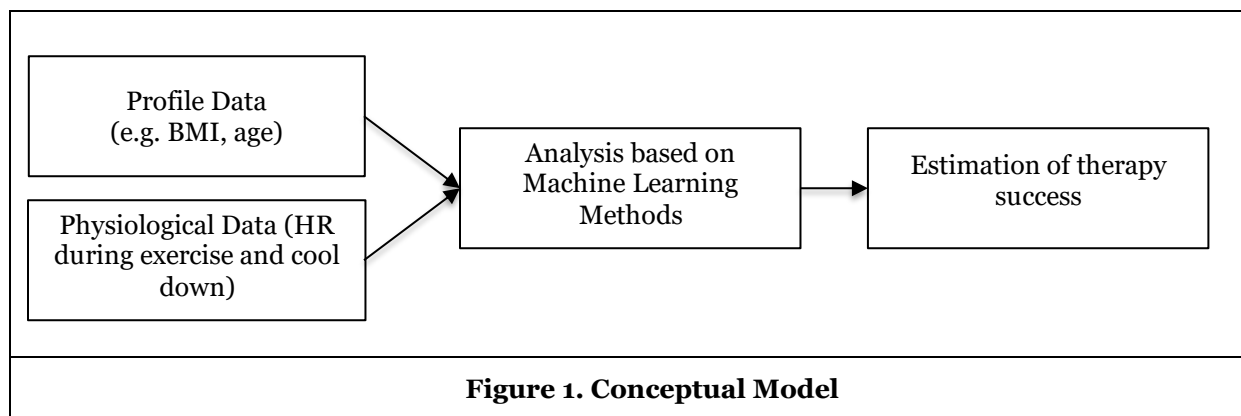 Profile Data
(e.g. BMI, age)
Physiological Data (HR
during exercise and cool
down)
Analysis based on
Machine Learning
Methods
Estimation of therapy
success
Figure 1. Conceptual Model